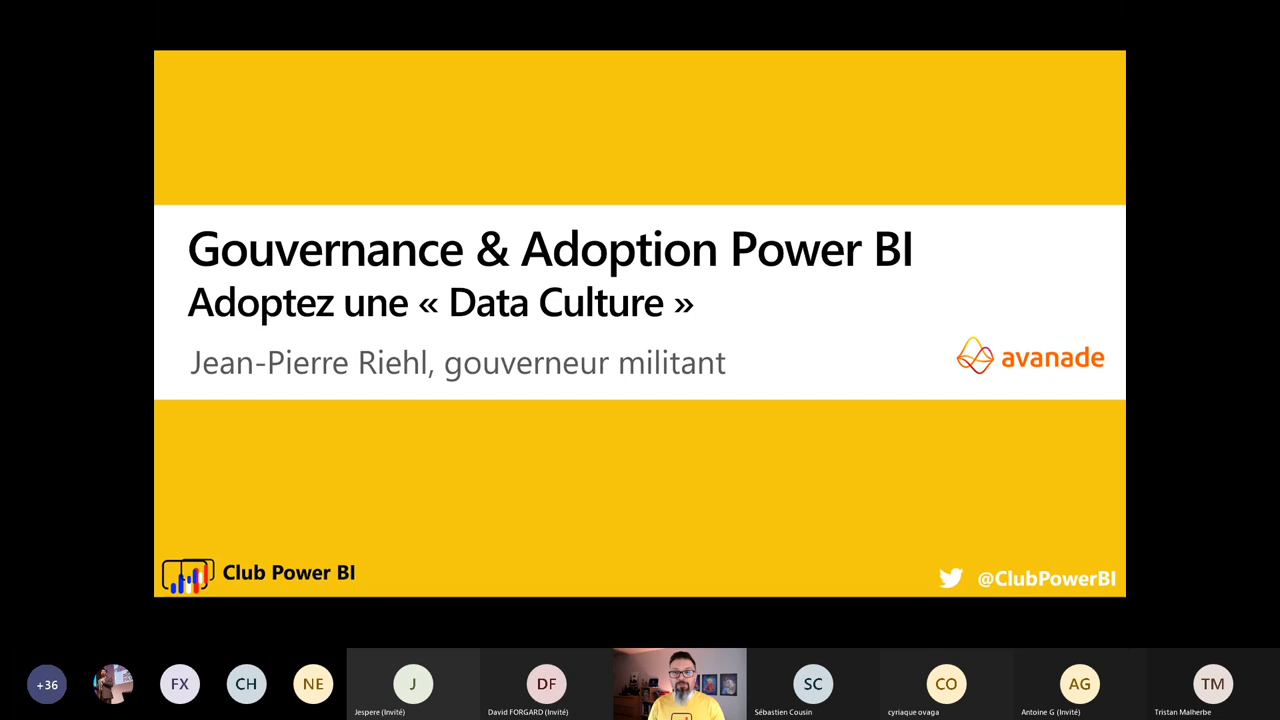 Gouvernance & Adoption Power BI
Adoptez une « Data Culture »
Jean-Pierre Riehl, gouverneur militant
avanade
Club Power BI
@ClubPowerBI
+36
FX
CH
NE
J
DF
SC
CO
AG
TM
Jespere (Invité)
David FORGARD (Invité)
Sébastien Cousin
cyriaque ovaga
Antoine G (Invité)
Tristan Malherbe